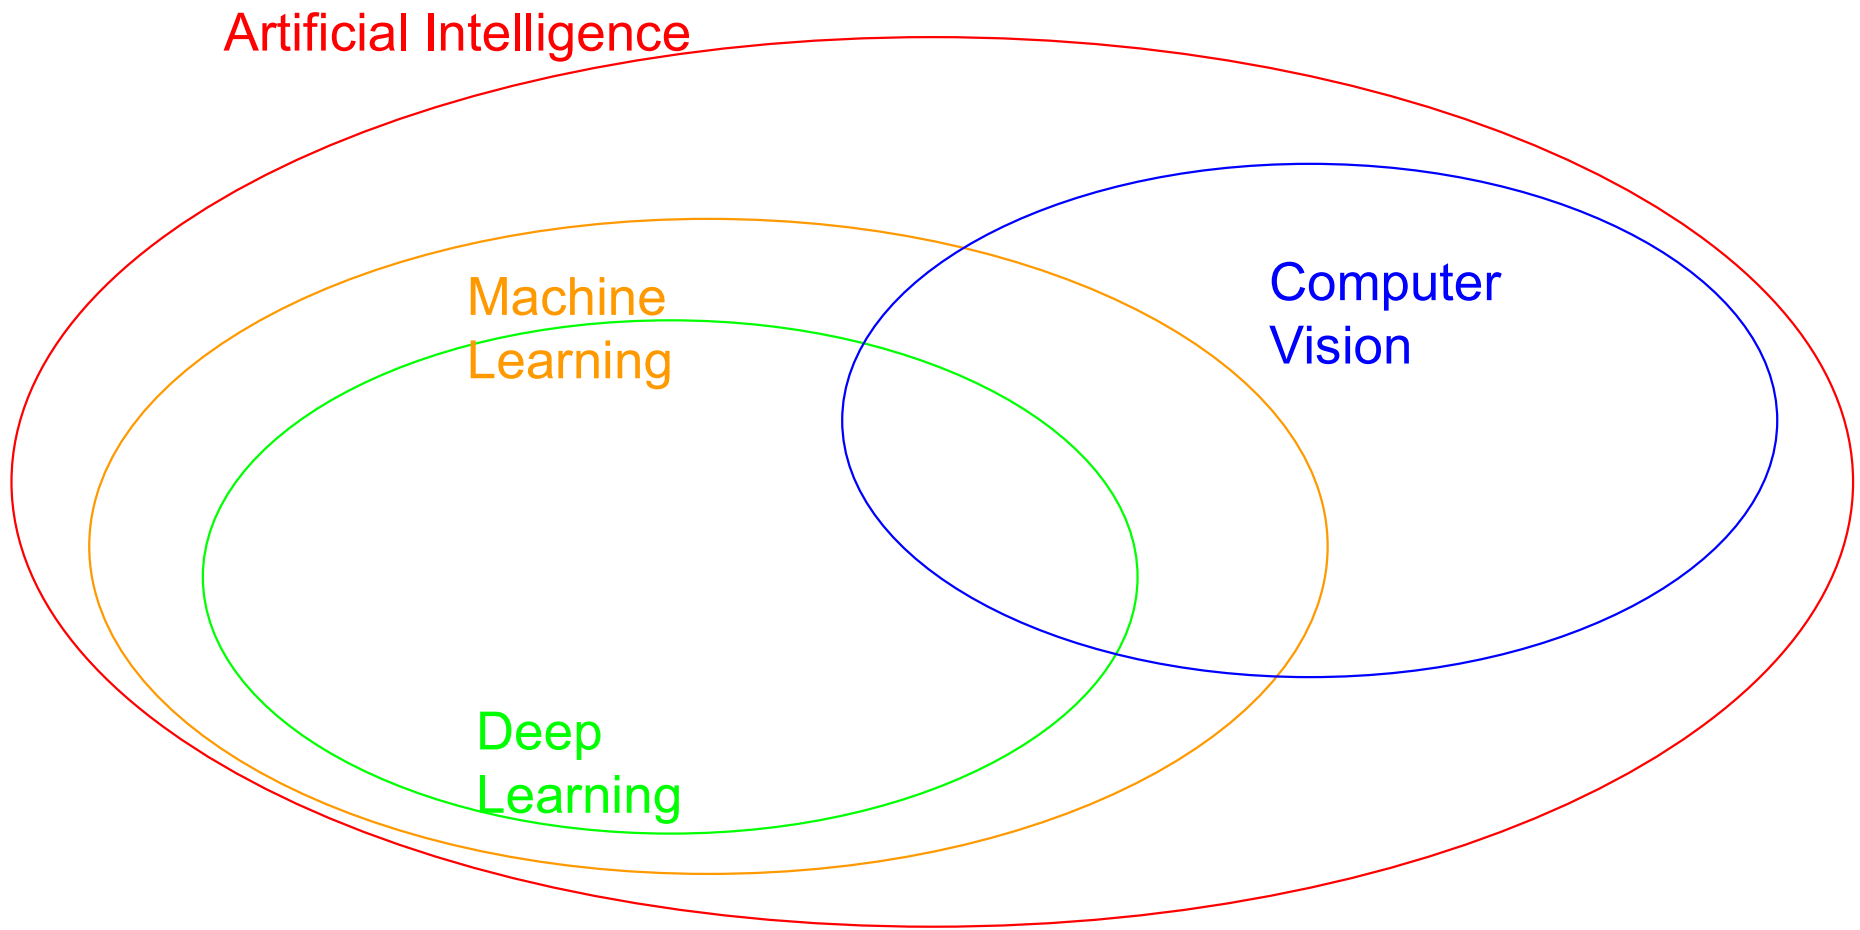 Artificial Intelligence
Machine
Learning
Computer
Vision
Deep
Learning